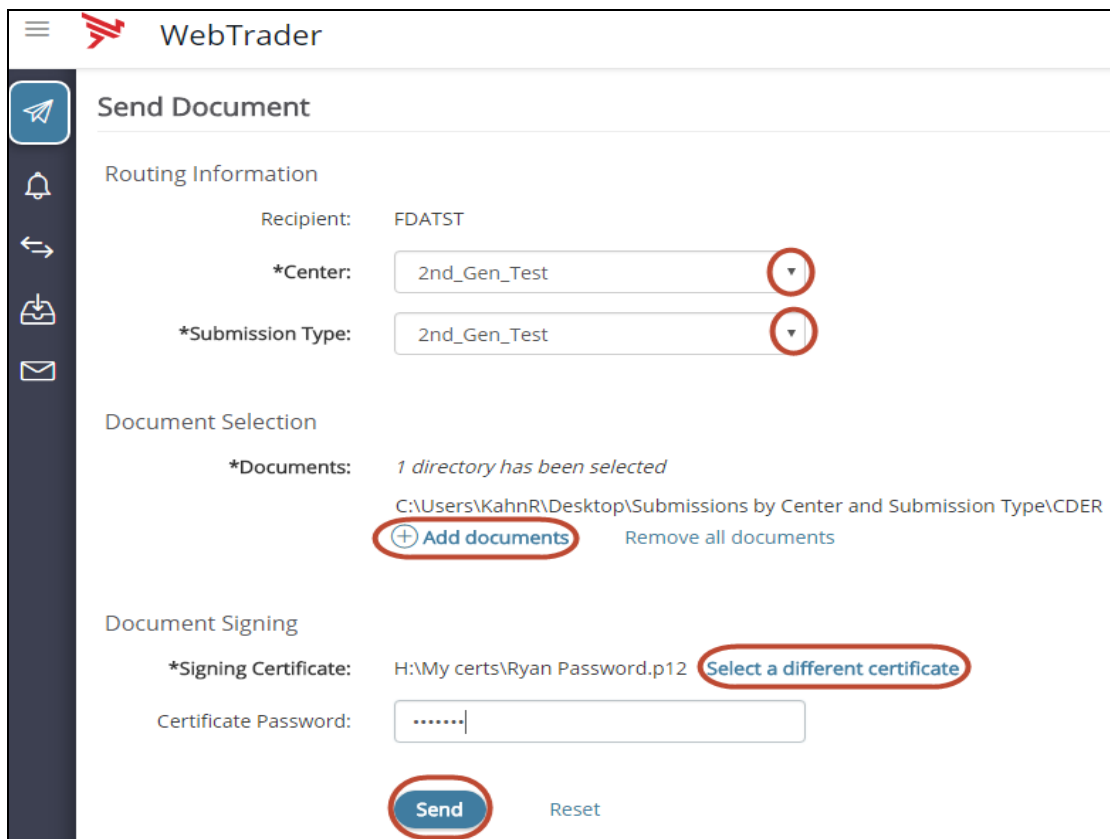 WebTrader
Send Document
Routing Information
Recipient: FDATST
*Center: 2nd_Gen_Test
*Submission Type: 2nd_Gen_Test
Document Selection
*Documents: 1 directory has been selected
C:\Users\KahnR\Desktop\Submissions by Center and Submission Type\CDER
Add documents Remove all documents
Document Signing
*Signing Certificate: H:\My certs\Ryan Password.p12 Select a different certificate
Certificate Password: •••••••
Send Reset